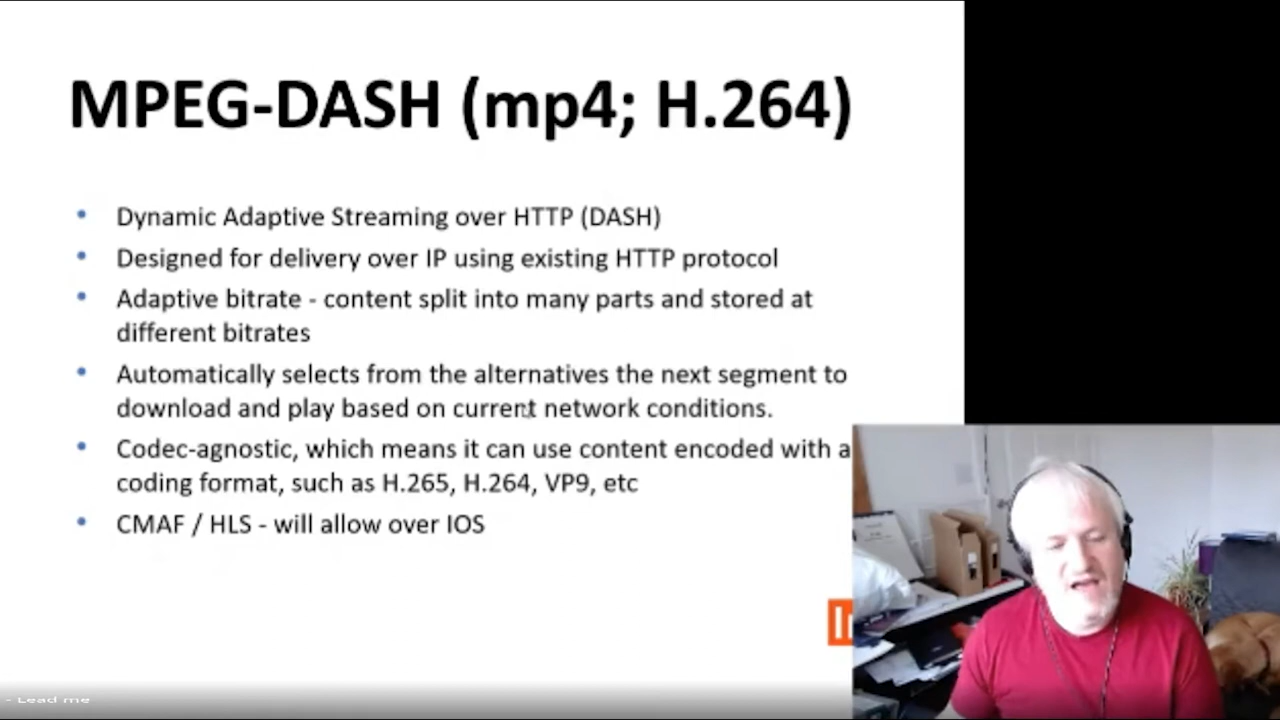 MPEG-DASH (mp4; H.264)
• Dynamic Adaptive Streaming over HTTP (DASH)
• Designed for delivery over IP using existing HTTP protocol
• Adaptive bitrate - content split into many parts and stored at
different bitrates
• Automatically selects from the alternatives the next segment to
download and play based on current network conditions.
• Codec-agnostic, which means it can use content encoded with a
coding format, such as H.265, H.264, VP9, etc
• CMAF / HLS - will allow over IOS
- Lead me